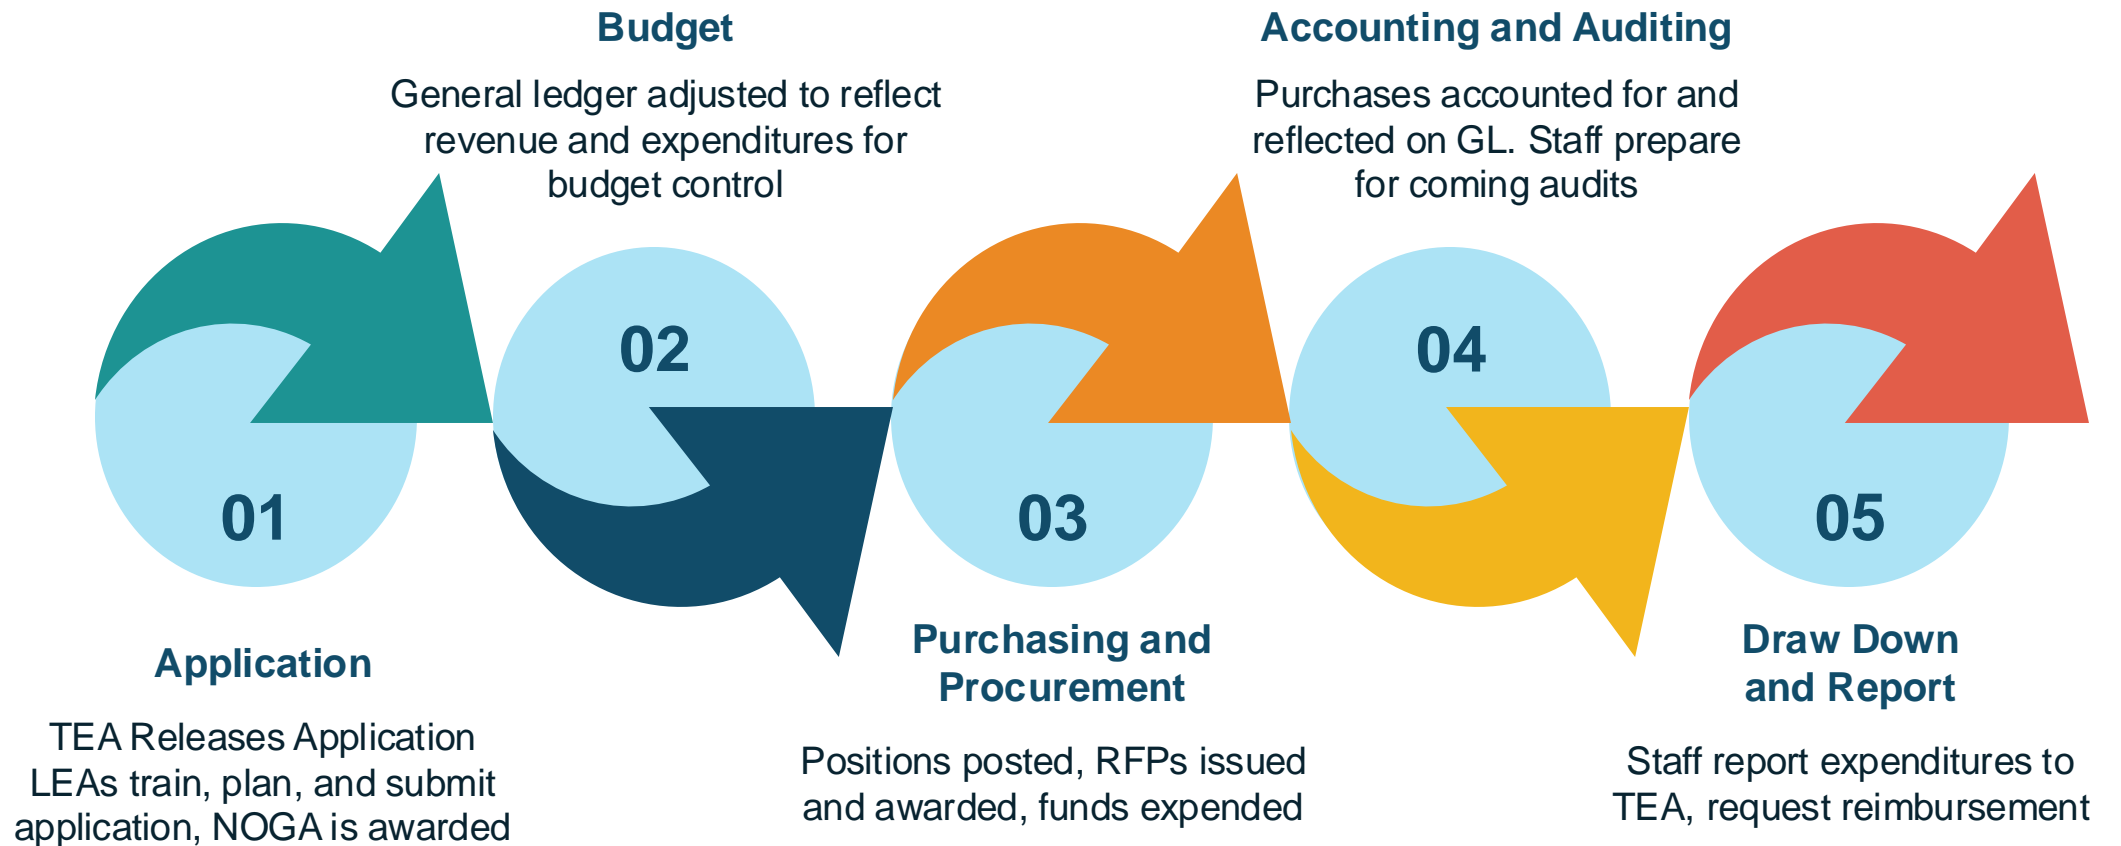 Budget
General ledger adjusted to reflect
revenue and expenditures for
budget control
Accounting and Auditing
Purchases accounted for and
reflected on GL. Staff prepare
for coming audits
01
02
03
04
05
Application
TEA Releases Application
LEAs train, plan, and submit
application, NOGA is awarded
Purchasing and
Procurement
Positions posted, RFPs issued
and awarded, funds expended
Draw Down
and Report
Staff report expenditures to
TEA, request reimbursement